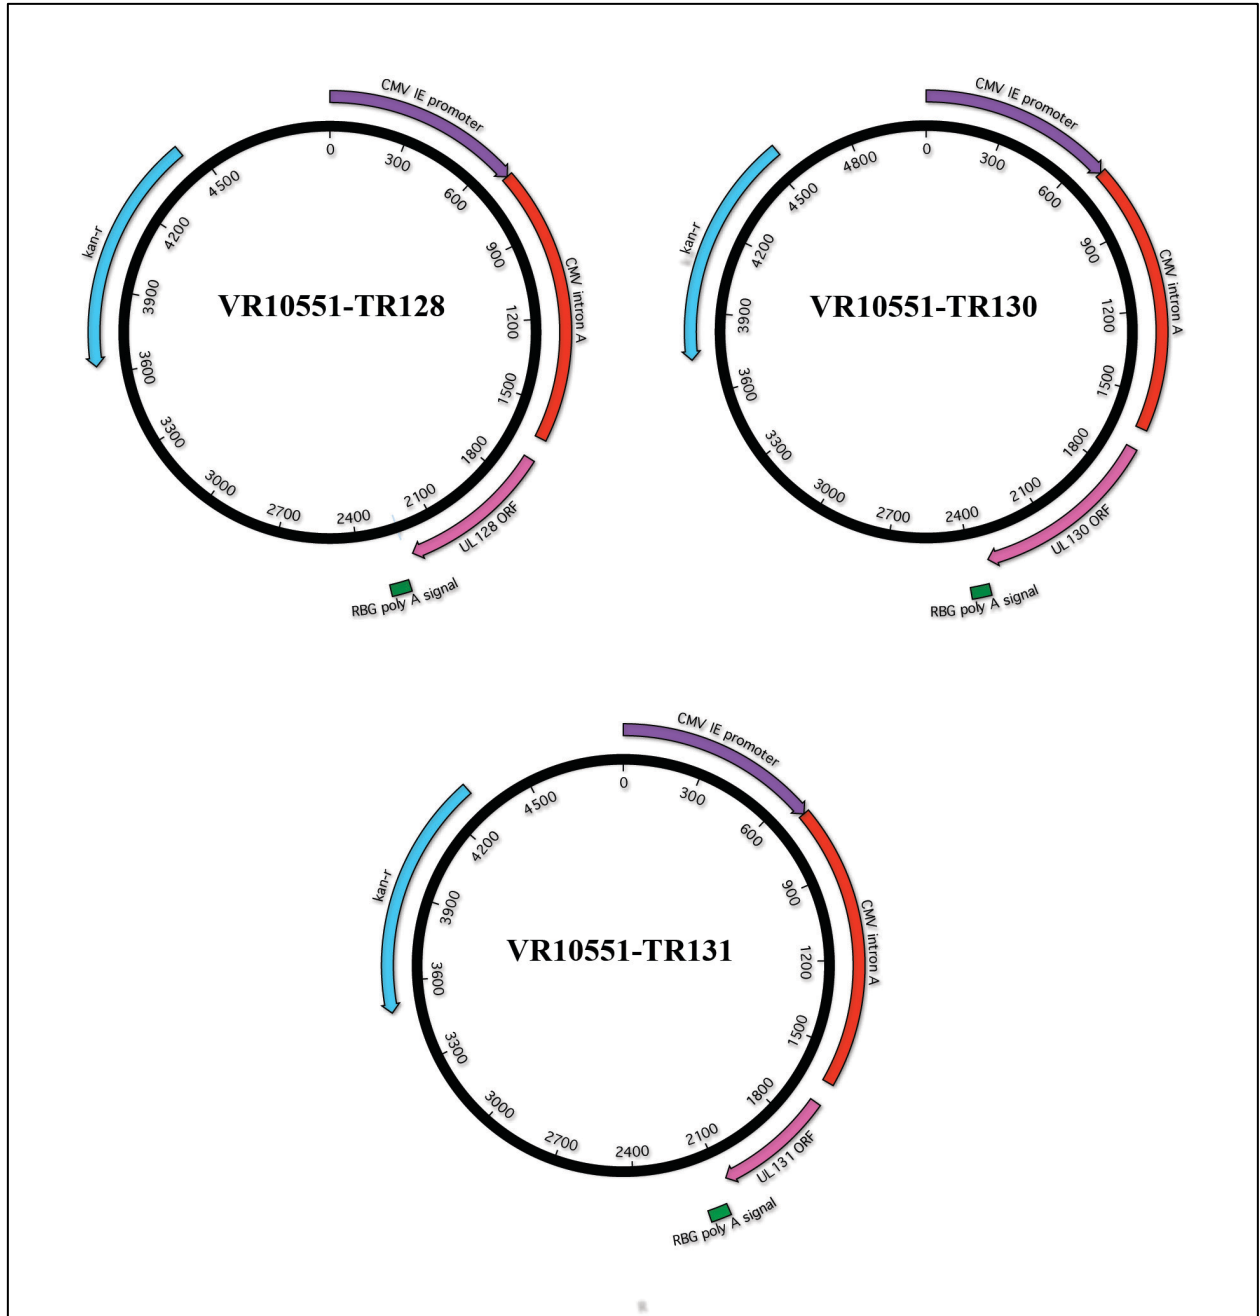 CMV IE promoter
0
300
600
900
1200
1500
1800
2100
2400
2700
3000
3300
3600
3900
4200
4500
CMV intron A
UL128 ORF
RBG poly A signal
kan-r
VR10551-TR128
CMV IE promoter
0
300
600
900
1200
1500
1800
2100
2400
2700
3000
3300
3600
3900
4200
4500
4800
CMV intron A
UL130 ORF
RBG poly A signal
kan-r
VR10551-TR130
CMV IE promoter
0
300
600
900
1200
1500
1800
2100
2400
2700
3000
3300
3600
3900
4200
4500
CMV intron A
UL131 ORF
RBG poly A signal
kan-r
VR10551-TR131